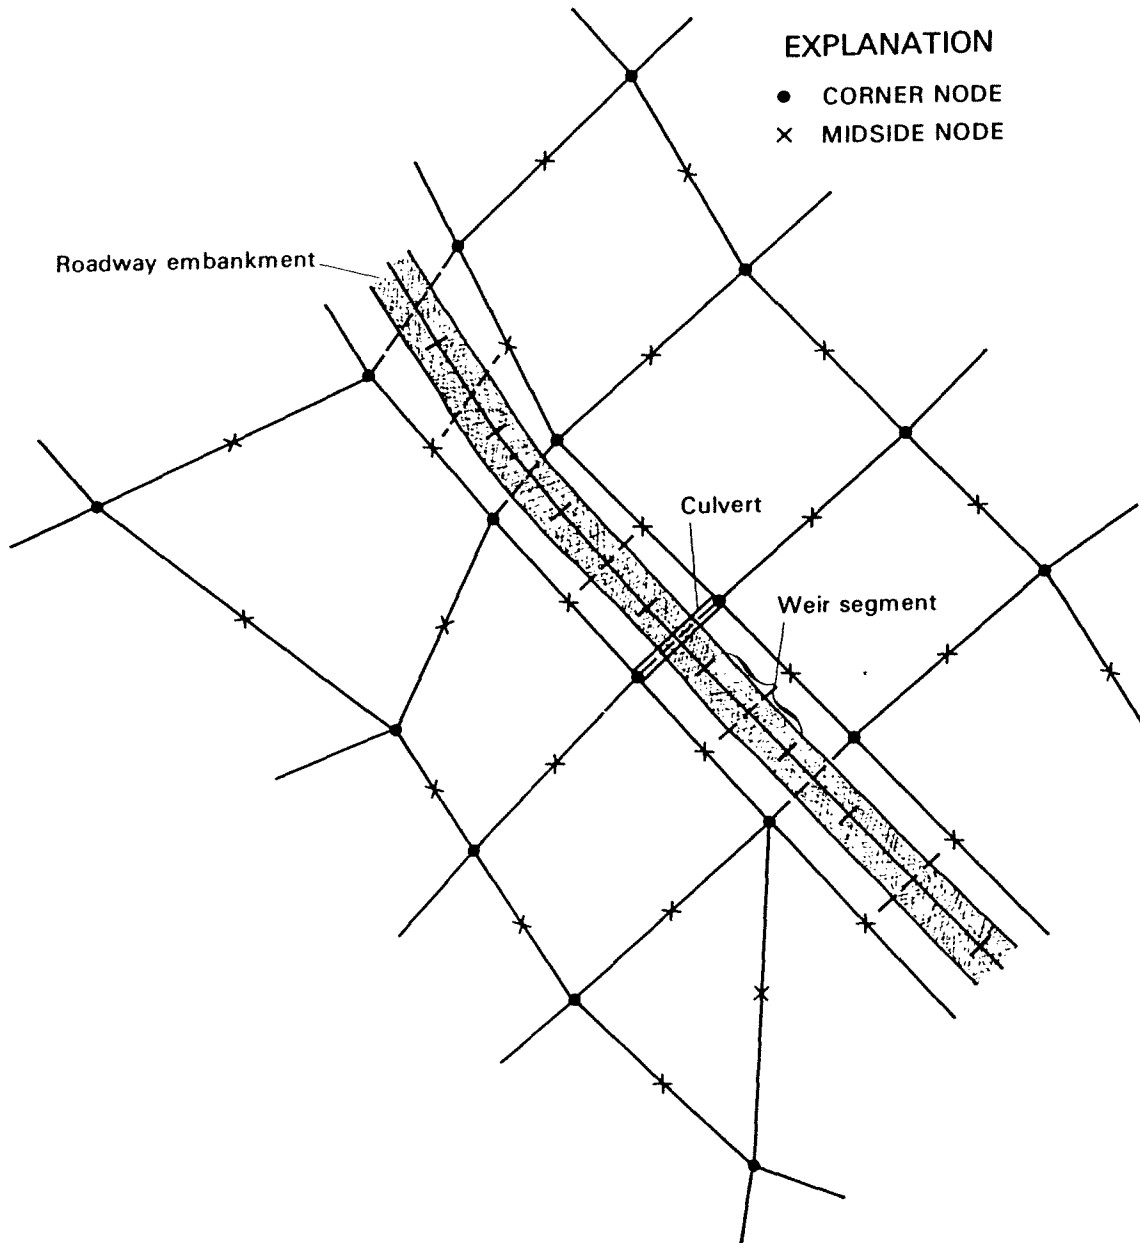 EXPLANATION
CORNER NODE
MIDSIDE NODE
Roadway embankment
Culvert
Weir segment